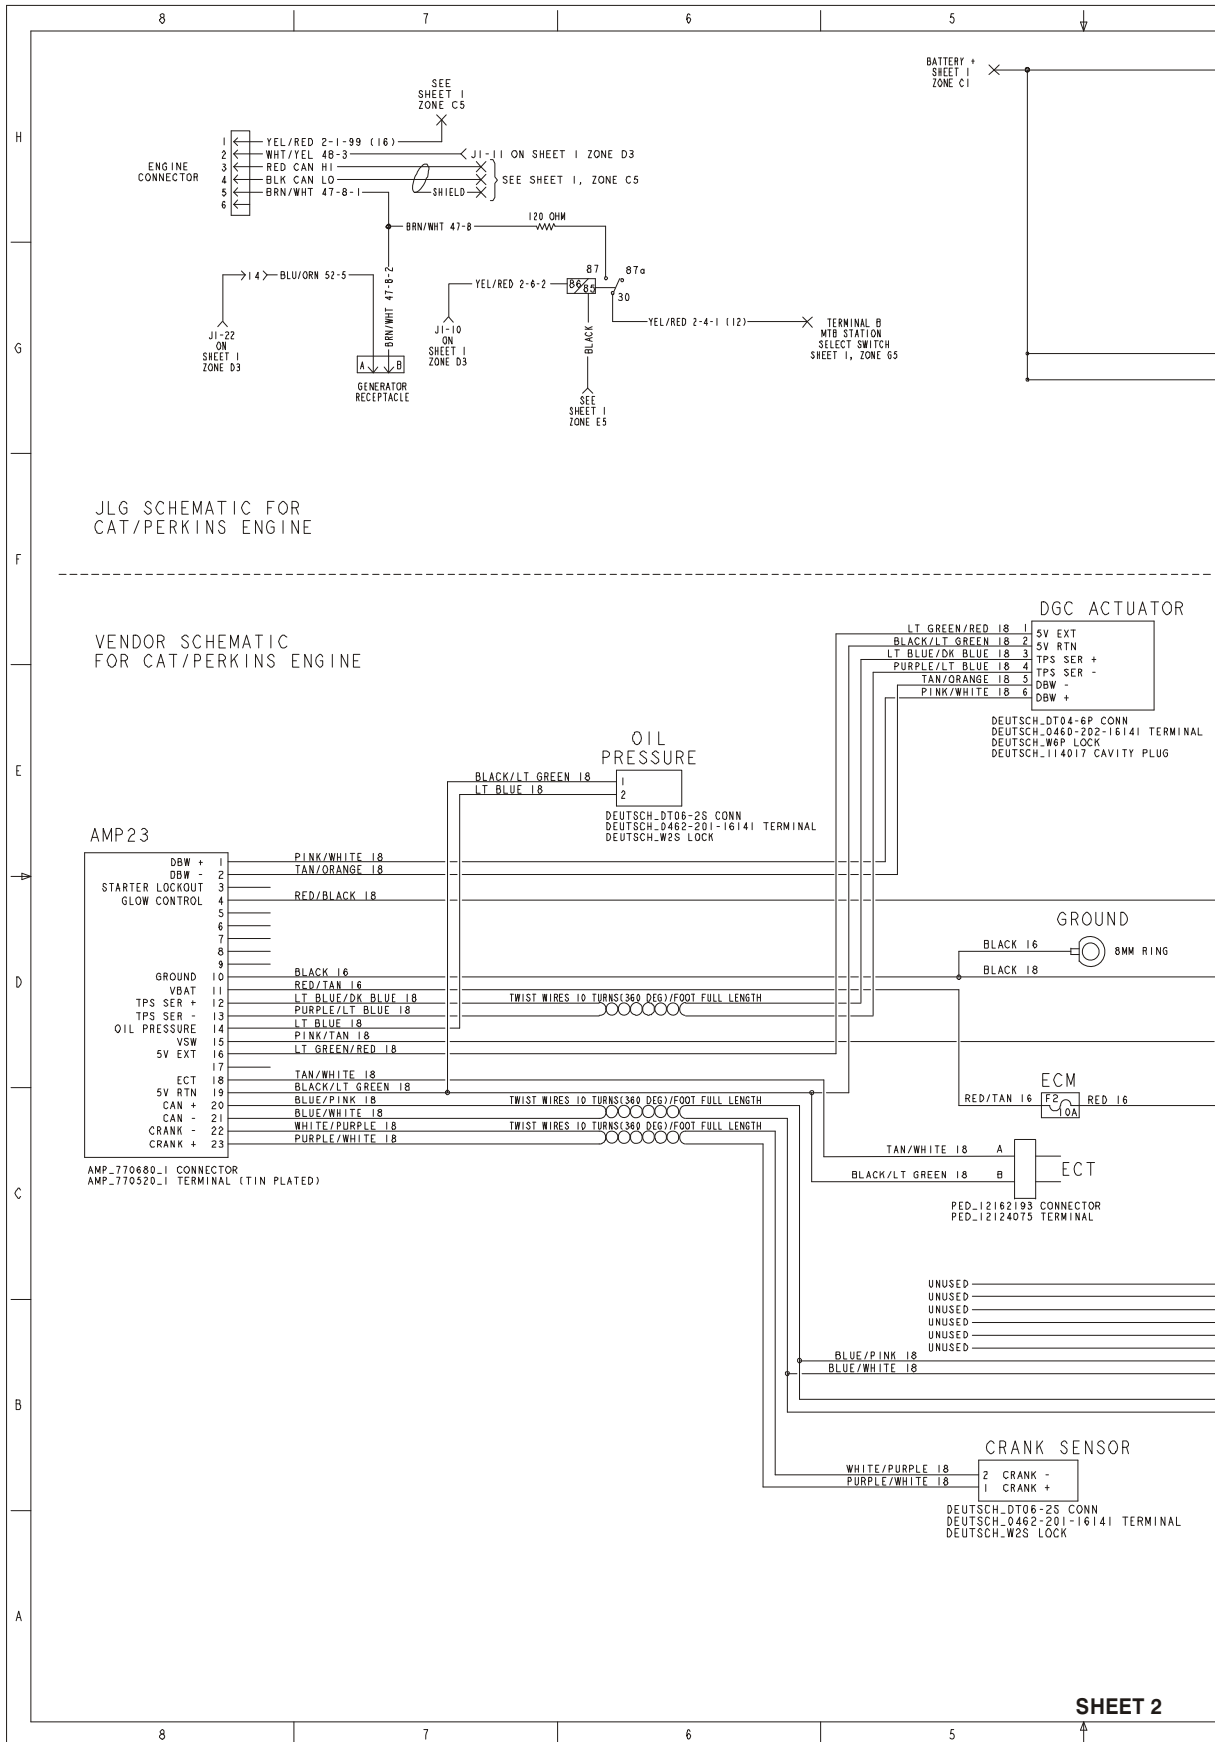 8 7 6 5
BATTERY +
SHEET 1
ZONE C1
SEE
SHEET 1
ZONE C5
H
ENGINE
CONNECTOR
1 YEL/RED 2-1-99 (16)
2 WHT/YEL 48-3 J1-11 ON SHEET 1 ZONE D3
3 RED CAN HI
4 BLK CAN LO SEE SHEET 1, ZONE C5
5 BRN/WHT 47-8-1 SHIELD
6
BRN/WHT 47-8 120 OHM
14 BLU/ORN 52-5
BRN/WHT 47-8-2
YEL/RED 2-6-2 86 85 87 87a
30
BLACK
YEL/RED 2-4-1 (12)
TERMINAL B
MTB STATION
SELECT SWITCH
SHEET 1, ZONE G5
G
J1-22
ON
SHEET 1
ZONE D3
A B
GENERATOR
RECEPTACLE
J1-10
ON
SHEET 1
ZONE D3
SEE
SHEET 1
ZONE E5
JLG SCHEMATIC FOR
CAT/PERKINS ENGINE
F
VENDOR SCHEMATIC
FOR CAT/PERKINS ENGINE
DGC ACTUATOR
LT GREEN/RED 18 1 5V EXT
BLACK/LT GREEN 18 2 5V RTN
LT BLUE/DK BLUE 18 3 TPS SER +
PURPLE/LT BLUE 18 4 TPS SER -
TAN/ORANGE 18 5 DBW -
PINK/WHITE 18 6 DBW +
DEUTSCH_DT04-6P CONN
DEUTSCH_0460-202-16141 TERMINAL
DEUTSCH_W6P LOCK
DEUTSCH_114017 CAVITY PLUG
E
OIL
PRESSURE
BLACK/LT GREEN 18 1
LT BLUE 18 2
DEUTSCH_DT06-2S CONN
DEUTSCH_0462-201-16141 TERMINAL
DEUTSCH_W2S LOCK
AMP23
DBW + 1 PINK/WHITE 18
DBW - 2 TAN/ORANGE 18
STARTER LOCKOUT 3
GLOW CONTROL 4 RED/BLACK 18
5
6
7
8
9
GROUND 10 BLACK 16
VBAT 11 RED/TAN 16
TPS SER + 12 LT BLUE/DK BLUE 18 TWIST WIRES 10 TURNS(360 DEG)/FOOT FULL LENGTH
TPS SER - 13 PURPLE/LT BLUE 18
OIL PRESSURE 14 LT BLUE 18
VSW 15 PINK/TAN 18
5V EXT 16 LT GREEN/RED 18
17
ECT 18 TAN/WHITE 18
5V RTN 19 BLACK/LT GREEN 18
CAN + 20 BLUE/PINK 18 TWIST WIRES 10 TURNS(360 DEG)/FOOT FULL LENGTH
CAN - 21 BLUE/WHITE 18
CRANK - 22 WHITE/PURPLE 18 TWIST WIRES 10 TURNS(360 DEG)/FOOT FULL LENGTH
CRANK + 23 PURPLE/WHITE 18
AMP_770680_1 CONNECTOR
AMP_770520_1 TERMINAL (TIN PLATED)
D
GROUND
BLACK 16 8MM RING
BLACK 18
ECM
RED/TAN 16 F2 10A RED 16
TAN/WHITE 18 A
ECT
BLACK/LT GREEN 18 B
PED_12162193 CONNECTOR
PED_12124075 TERMINAL
C
UNUSED
UNUSED
UNUSED
UNUSED
UNUSED
UNUSED
BLUE/PINK 18
BLUE/WHITE 18
B
CRANK SENSOR
WHITE/PURPLE 18 2 CRANK -
PURPLE/WHITE 18 1 CRANK +
DEUTSCH_DT06-2S CONN
DEUTSCH_0462-201-16141 TERMINAL
DEUTSCH_W2S LOCK
A
SHEET 2
8 7 6 5